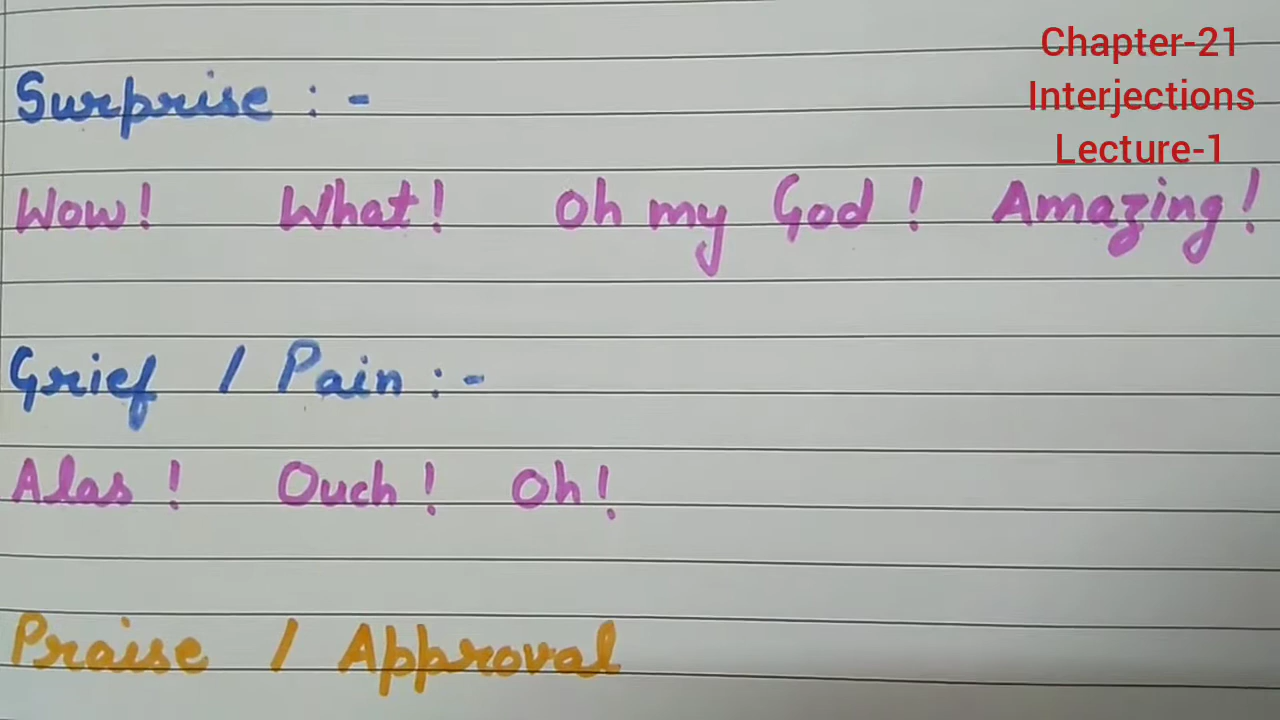 Chapter-21
Interjections
Lecture-1
Surprise : -
Wow! What! Oh my God ! Amazing!
Grief / Pain : -
Alas ! Ouch ! Oh!
Praise / Approval